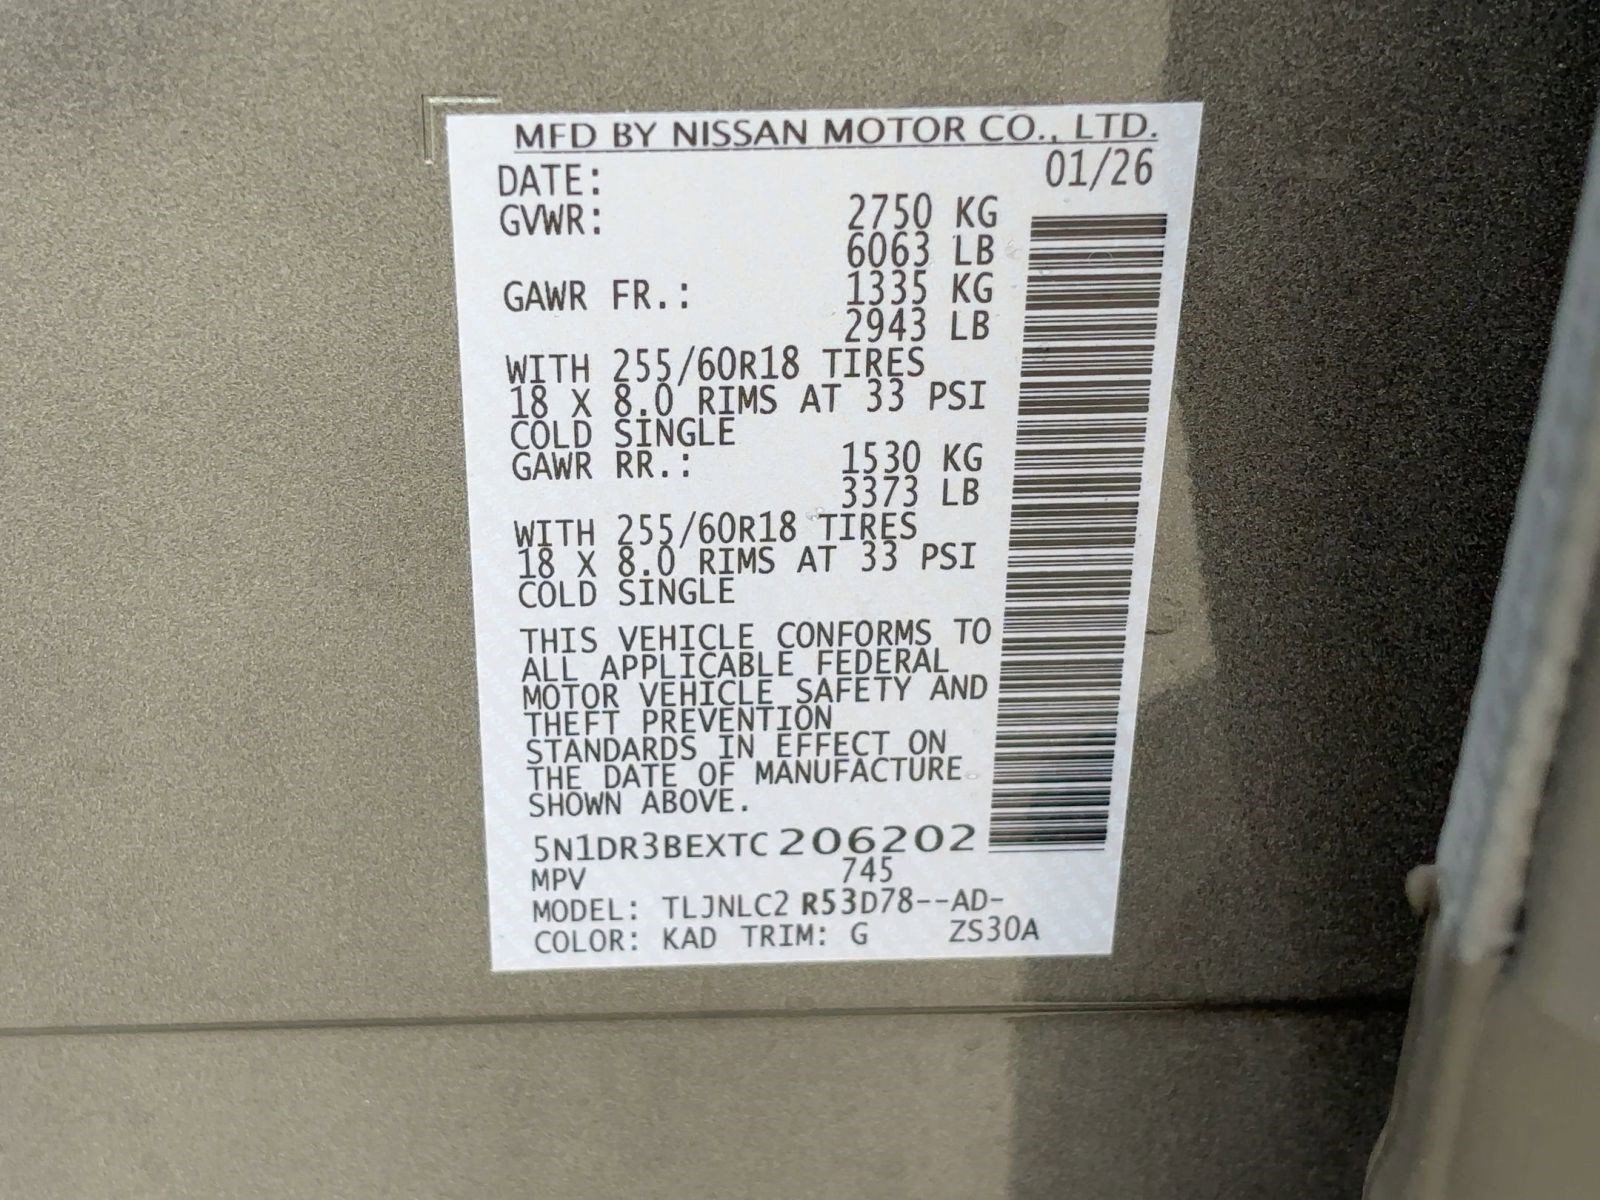 MFD BY NISSAN MOTOR CO., LTD.
DATE: 01/26
GVWR: 2750 KG
6063 LB
GAWR FR.: 1335 KG
2943 LB
WITH 255/60R18 TIRES
18 X 8.0 RIMS AT 33 PSI
COLD SINGLE
GAWR RR.: 1530 KG
3373 LB
WITH 255/60R18 TIRES
18 X 8.0 RIMS AT 33 PSI
COLD SINGLE
THIS VEHICLE CONFORMS TO
ALL APPLICABLE FEDERAL
MOTOR VEHICLE SAFETY AND
THEFT PREVENTION
STANDARDS IN EFFECT ON
THE DATE OF MANUFACTURE
SHOWN ABOVE.
5N1DR3BEXTC206202
MPV 745
MODEL: TLJNLC2 R53D78--AD-
COLOR: KAD TRIM: G ZS30A